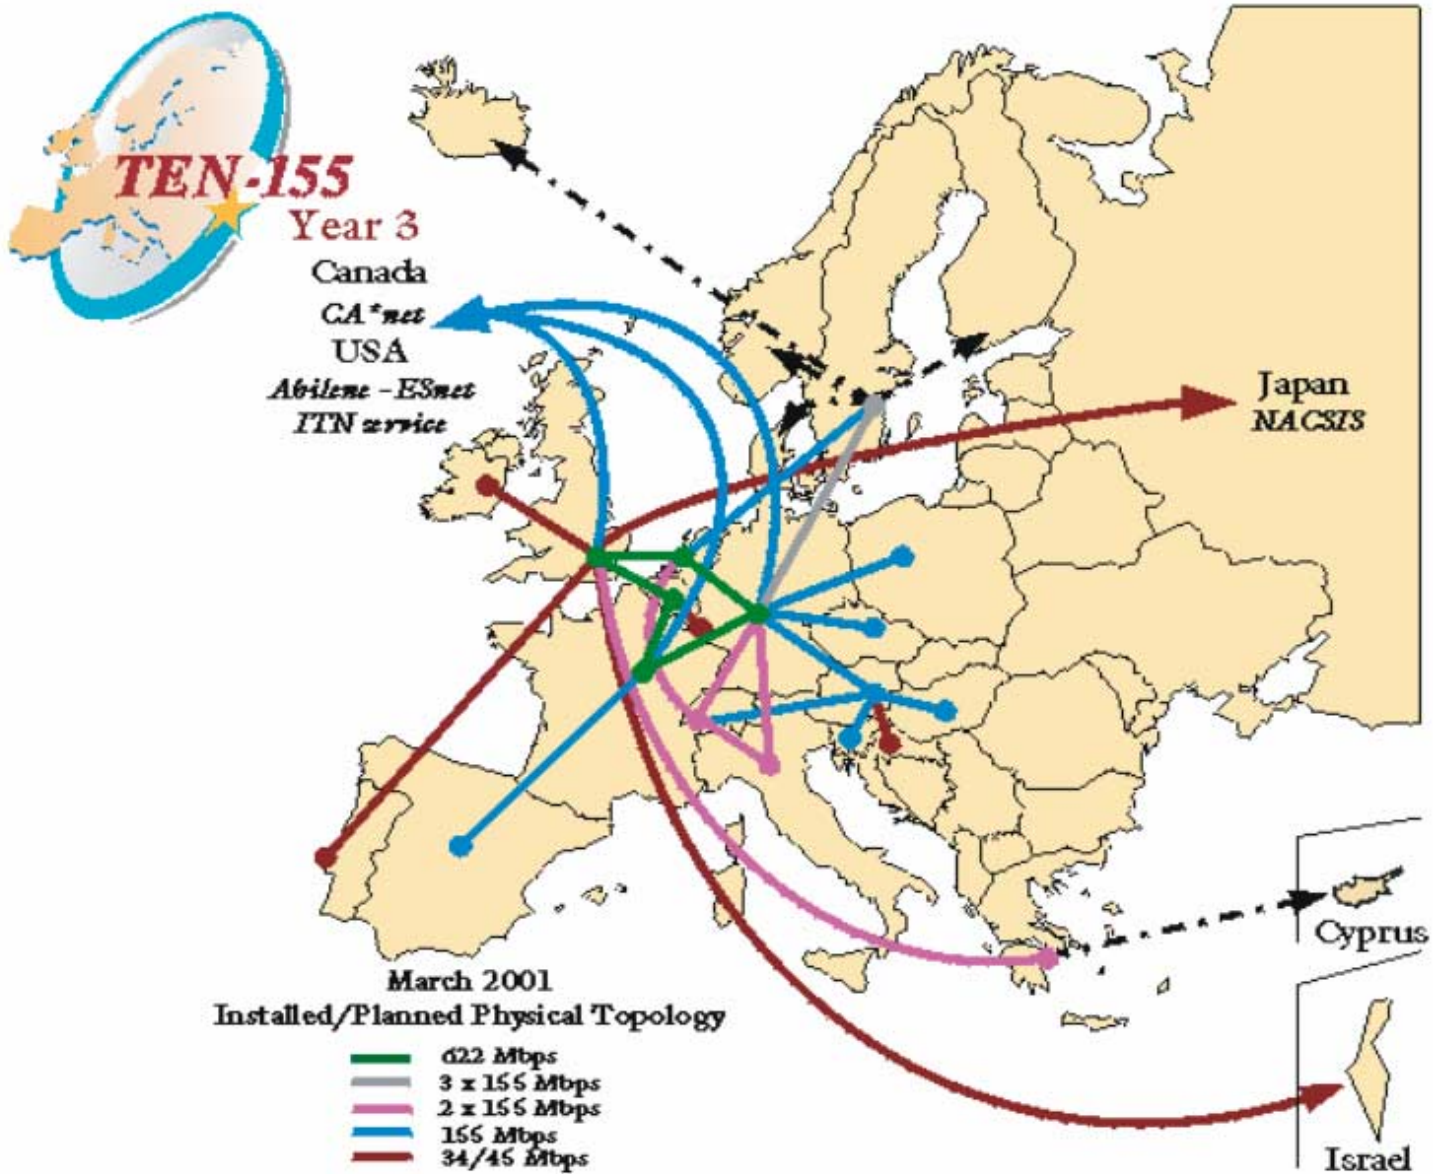 TEN-155
Year 3
Canada
CA*net
USA
Abilene - ESnet
ITN service
Japan
NACSIS
Cyprus
Israel
March 2001
Installed/Planned Physical Topology
622 Mbps
3 x 155 Mbps
2 x 155 Mbps
155 Mbps
34/45 Mbps